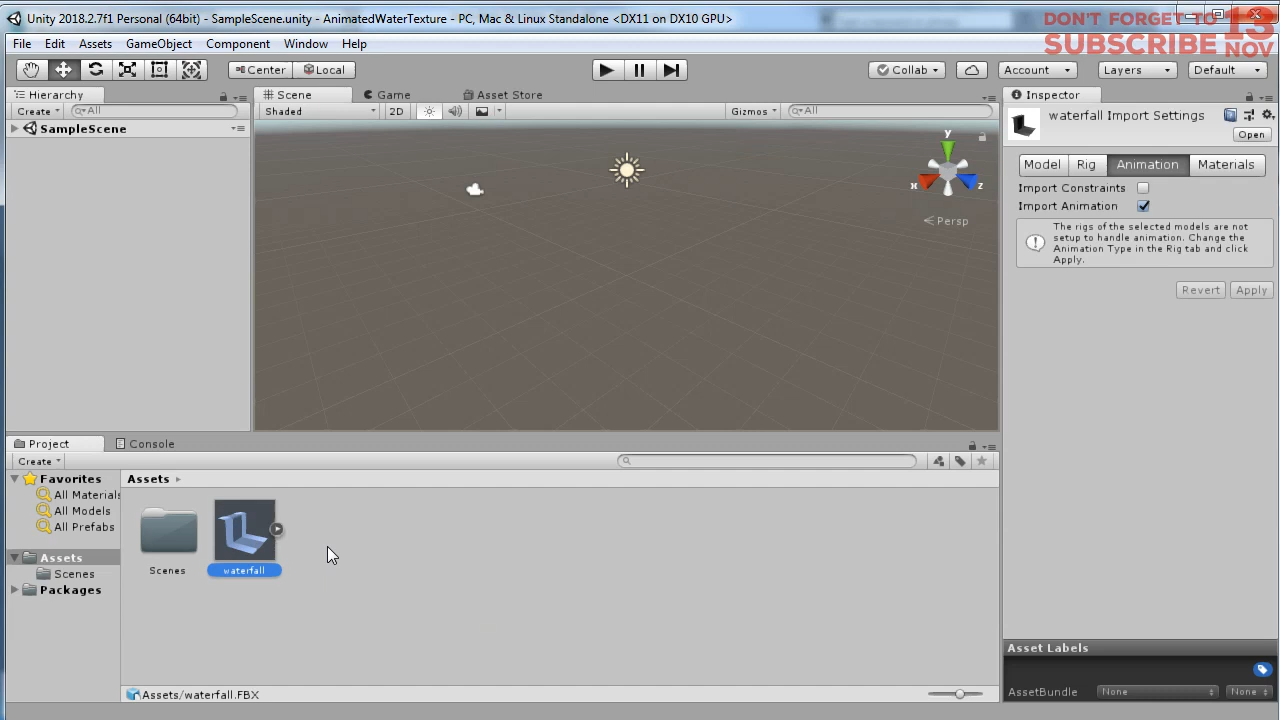 Unity 2018.2.7f1 Personal (64bit) - SampleScene.unity - AnimatedWaterTexture - PC, Mac & Linux Standalone <DX11 on DX10 GPU>
DON'T FORGET TO
SUBSCRIBE
13
NOV
File Edit Assets GameObject Component Window Help
Center Local Collab Account Layers Default
Hierarchy
Create All
SampleScene
Scene Game Asset Store
Shaded 2D Gizmos All
y
x
z
Persp
Inspector
waterfall Import Settings
Open
Model Rig Animation Materials
Import Constraints
Import Animation
The rigs of the selected models are not
setup to handle animation. Change the
Animation Type in the Rig tab and click
Apply.
Revert Apply
Project Console
Create
Favorites
All Materials
All Models
All Prefabs
Assets
Scenes
Packages
Assets
Scenes
waterfall
Assets/waterfall.FBX
Asset Labels
AssetBundle None None